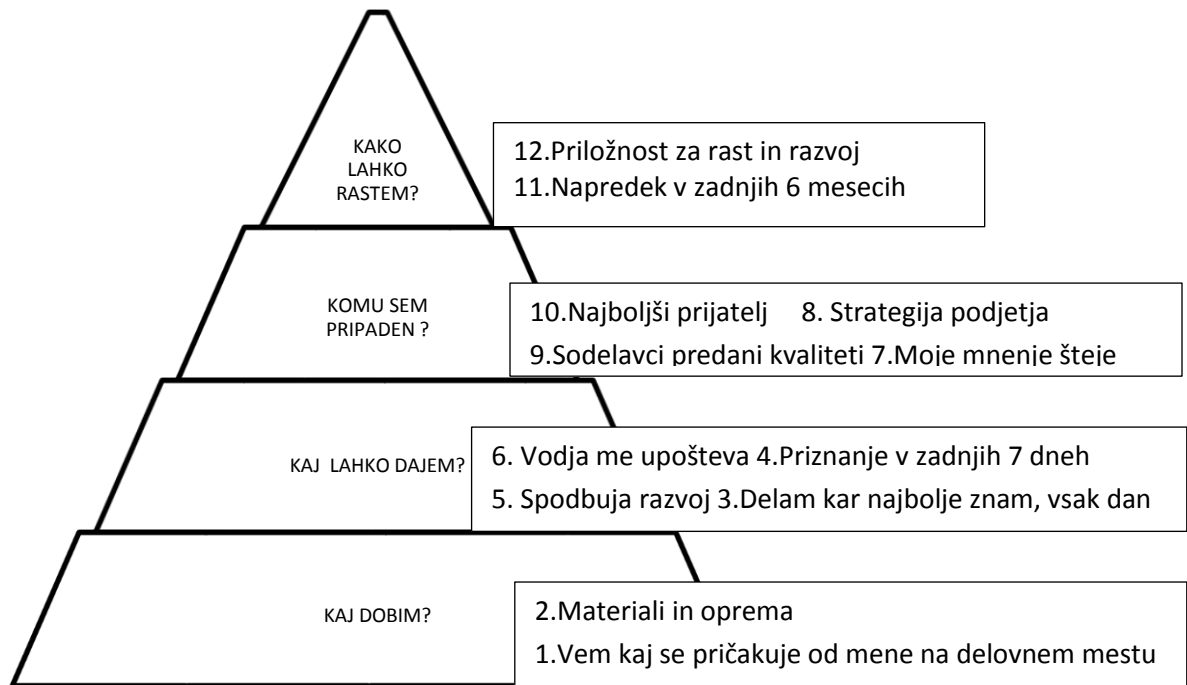 KAKO
LAHKO
RASTEM?
12.Priložnost za rast in razvoj
11.Napredek v zadnjih 6 mesecih
KOMU SEM
PRIPADEN ?
10.Najboljši prijatelj 8. Strategija podjetja
9.Sodelavci predani kvaliteti 7.Moje mnenje šteje
KAJ LAHKO DAJEM?
6. Vodja me upošteva 4.Priznanje v zadnjih 7 dneh
5. Spodbuja razvoj 3.Delam kar najbolje znam, vsak dan
KAJ DOBIM?
2.Materiali in oprema
1.Vem kaj se pričakuje od mene na delovnem mestu